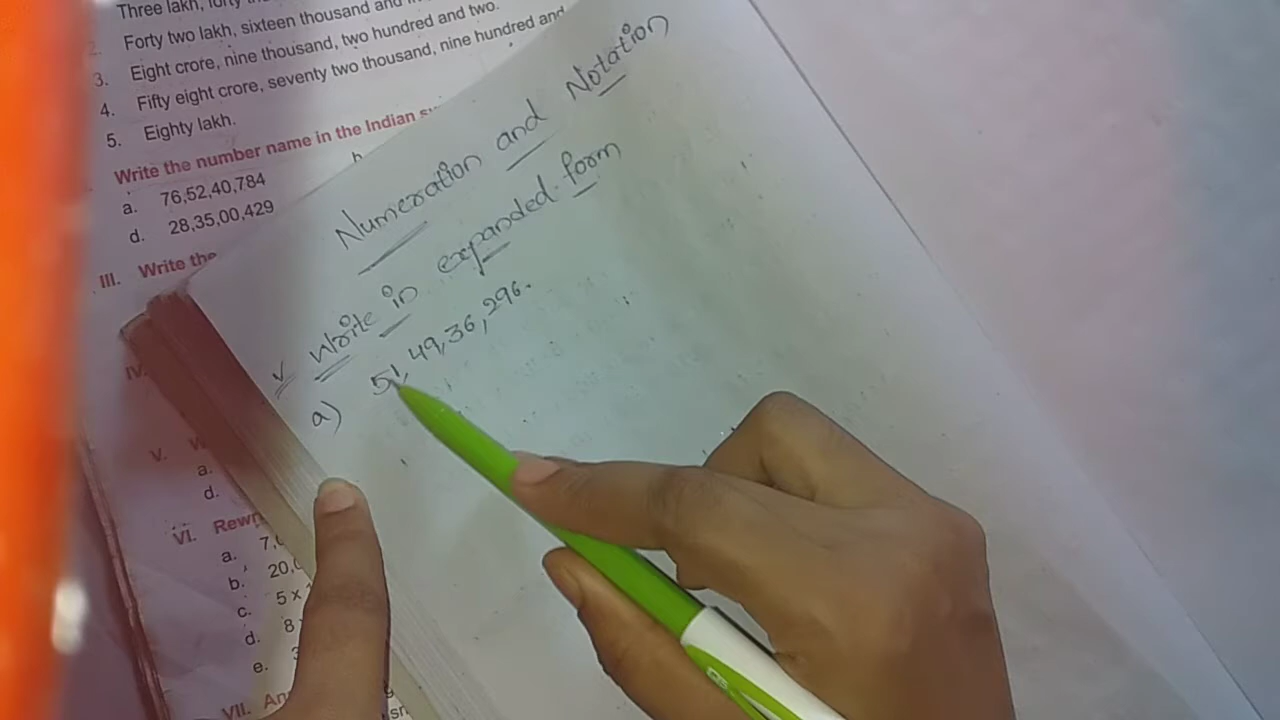 Three lakh,
2. Forty two lakh, sixteen thousand and
3. Eight crore, nine thousand, two hundred and two.
4. Fifty eight crore, seventy two thousand, nine hundred and
5. Eighty lakh.
Write the number name in the Indian
a. 76,52,40,784
d. 28,35,00,429
III. Write the
IV.
V.
a.
d.
VI.
a.
b.
c. 5 x
d. 8
e.
VII.
Numeration and Notation
V Write in expanded form
a) 51,49,36,296.